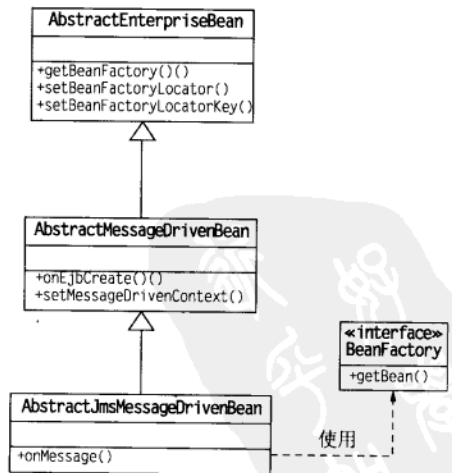 AbstractEnterpriseBean
+getBeanFactory()()
+setBeanFactoryLocator()
+setBeanFactoryLocatorKey()
AbstractMessageDrivenBean
+onEjbCreate()()
+setMessageDrivenContext()
«interface»
BeanFactory
+getBean()
AbstractJmsMessageDrivenBean
+onMessage()
使用